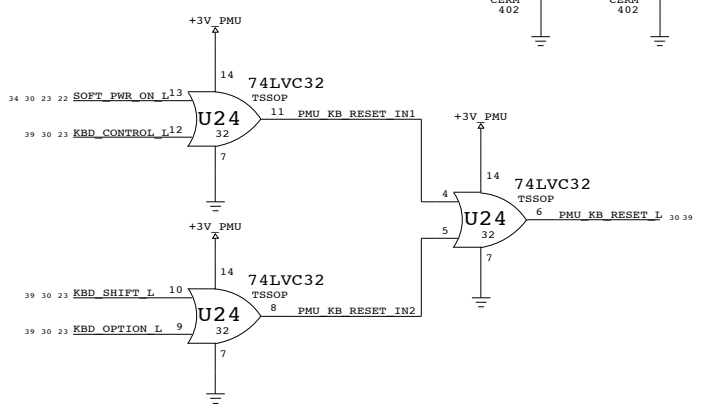 CERM
402
CERM
402
+3V_PMU
14
74LVC32
TSSOP
34 30 23 22 SOFT_PWR_ON_L 13
U24
11 PMU_KB_RESET_IN1
39 30 23 KBD_CONTROL_L 12
32
7
+3V_PMU
14
74LVC32
TSSOP
4
U24
6 PMU_KB_RESET_L 30 39
5
32
7
+3V_PMU
14
74LVC32
TSSOP
39 30 23 KBD_SHIFT_L 10
U24
8 PMU_KB_RESET_IN2
39 30 23 KBD_OPTION_L 9
32
7